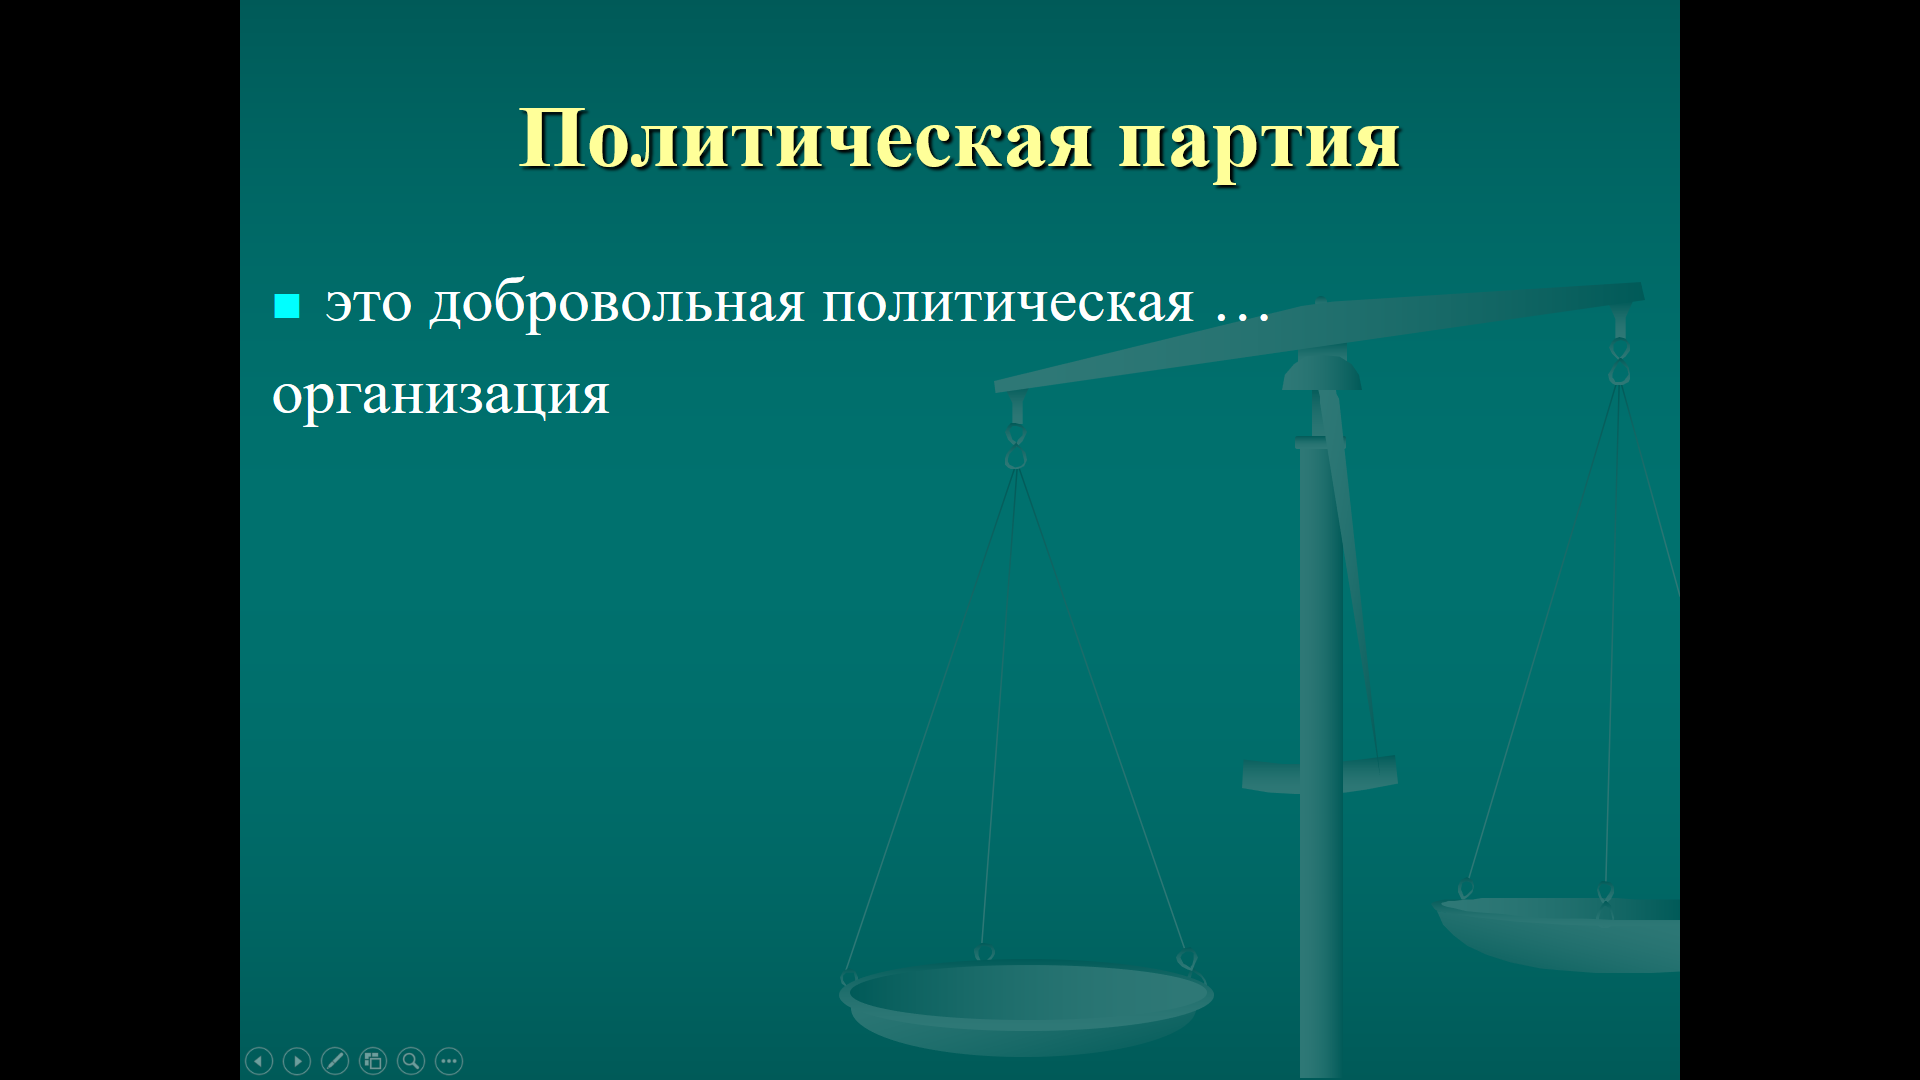 Политическая партия
это добровольная политическая …
организация